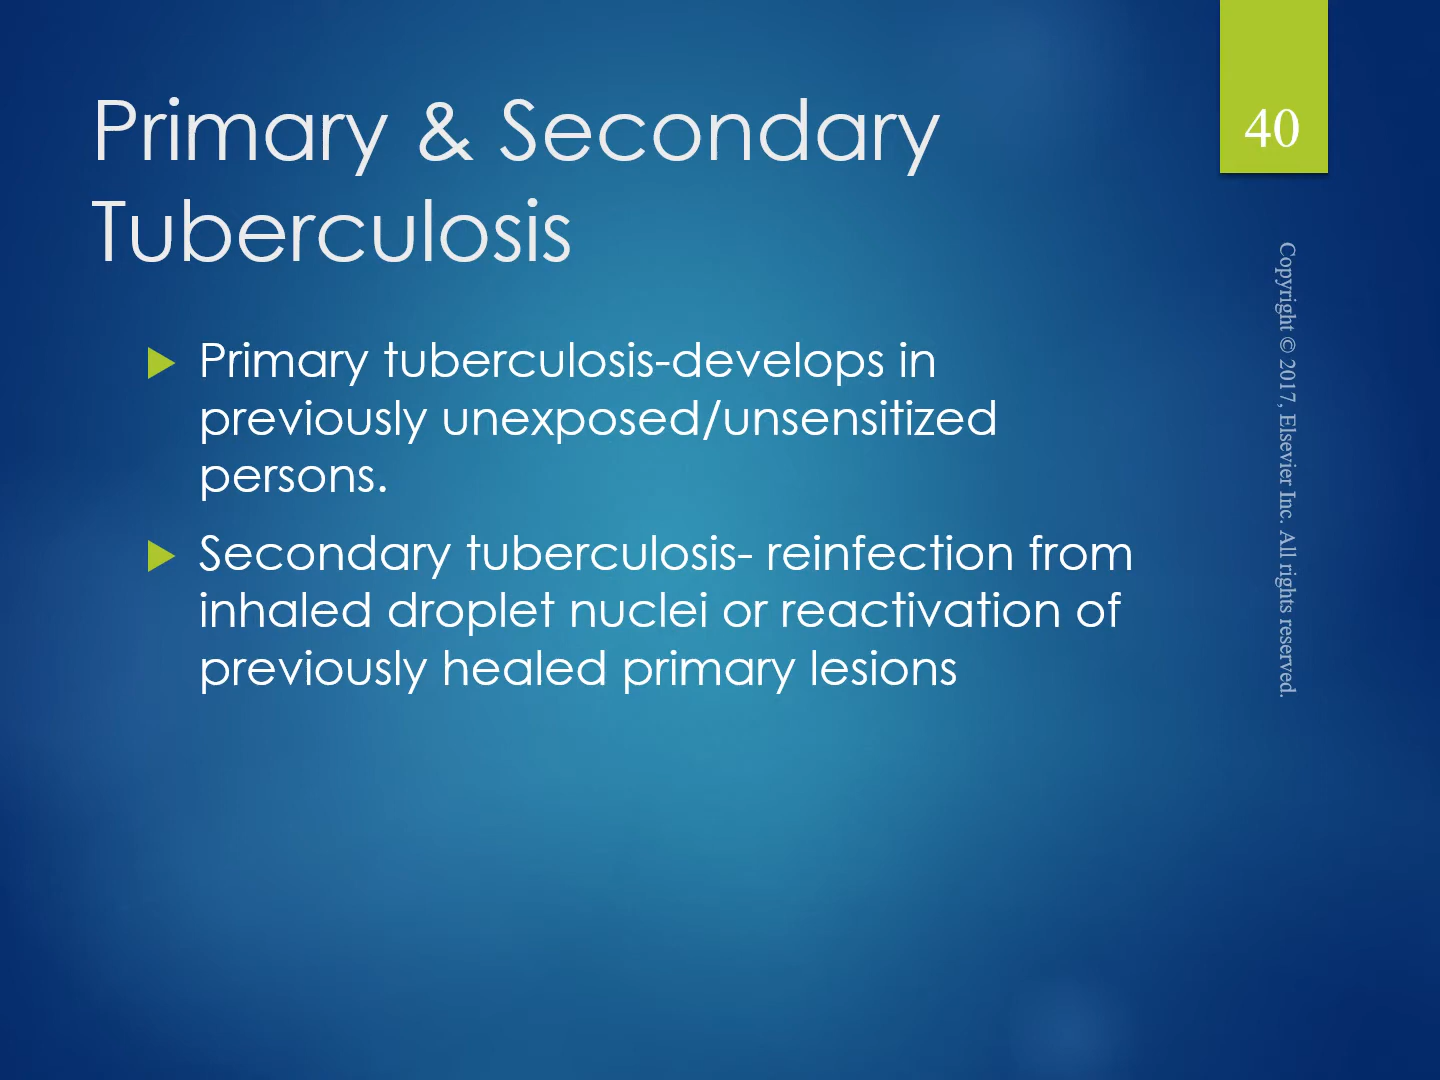 Primary & Secondary
Tuberculosis
40
Primary tuberculosis-develops in
previously unexposed/unsensitized
persons.
Secondary tuberculosis- reinfection from
inhaled droplet nuclei or reactivation of
previously healed primary lesions
Copyright © 2017, Elsevier Inc. All rights reserved.